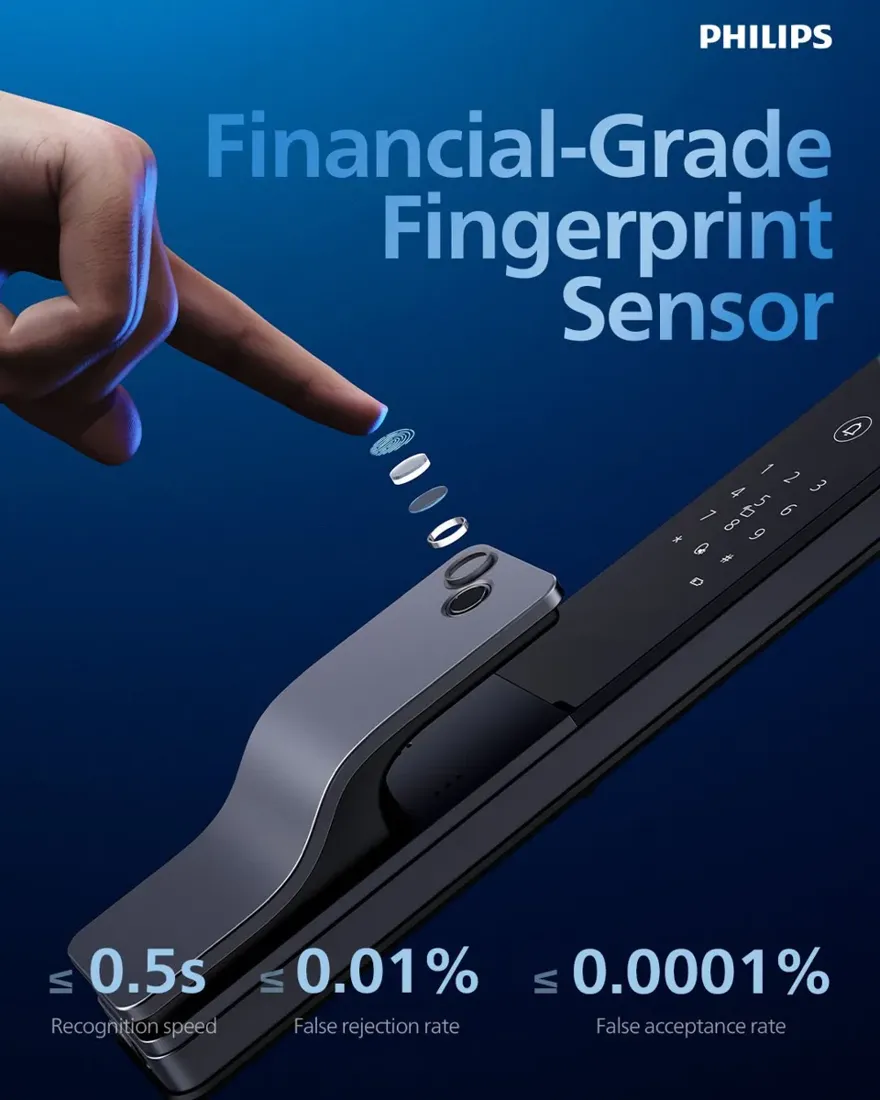 PHILIPS
Financial-Grade
Fingerprint
Sensor
1 2 3
4 5 6
7 8 9
* #
≤ 0.5s ≤ 0.01% ≤ 0.0001%
Recognition speed False rejection rate False acceptance rate